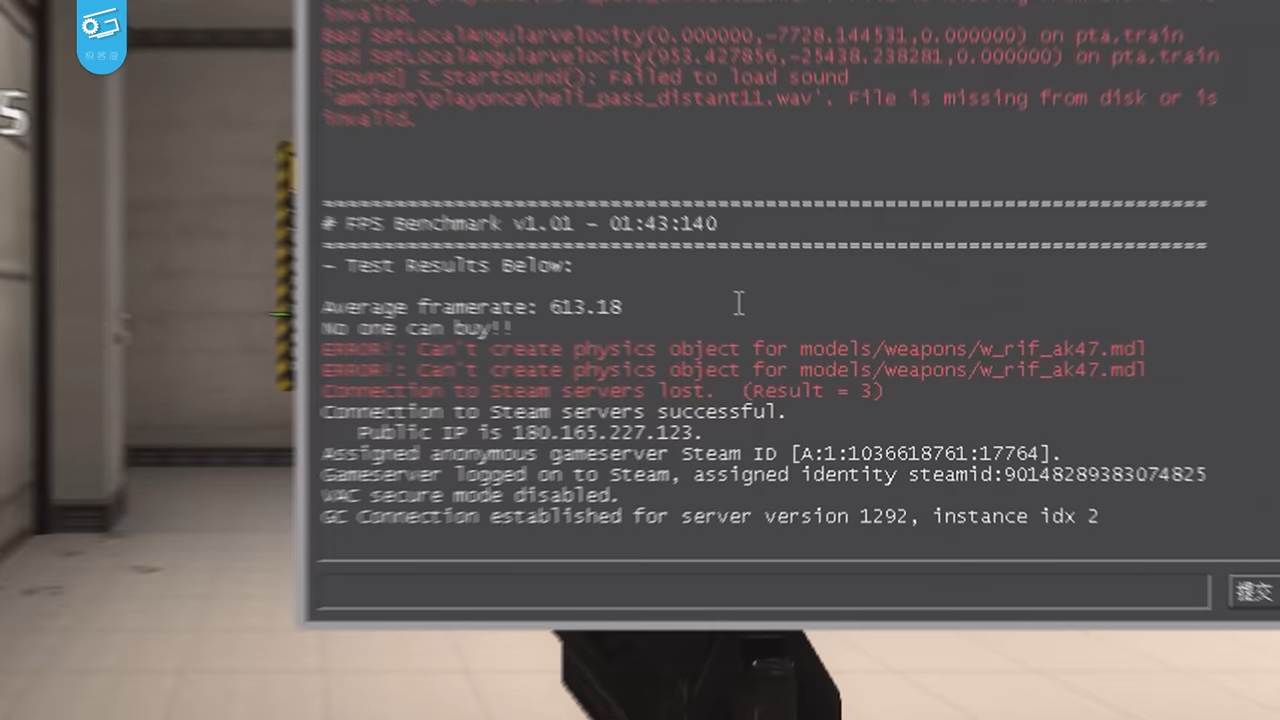 极客湾
5
invalid.
Bad SetLocalAngularVelocity(0.000000,-7728.144531,0.000000) on pta.train
Bad SetLocalAngularVelocity(953.427856,-25438.238281,0.000000) on pta.train
[Sound] S_StartSound(): Failed to load sound
'ambient\playonce\heli_pass_distant11.wav'. File is missing from disk or is
invalid.
==========================================================================
# FPS Benchmark v1.01 - 01:43:140
==========================================================================
- Test Results Below:
Average framerate: 613.18
No one can buy!!
ERROR!: Can't create physics object for models/weapons/w_rif_ak47.mdl
ERROR!: Can't create physics object for models/weapons/w_rif_ak47.mdl
Connection to Steam servers lost. (Result = 3)
Connection to Steam servers successful.
Public IP is 180.165.227.123.
Assigned anonymous gameserver Steam ID [A:1:1036618761:17764].
Gameserver logged on to Steam, assigned identity steamid:90148289383074825
VAC secure mode disabled.
GC Connection established for server version 1292, instance idx 2
提交